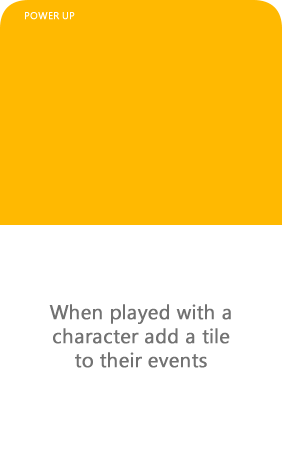 POWER UP
When played with a
character add a tile
to their events